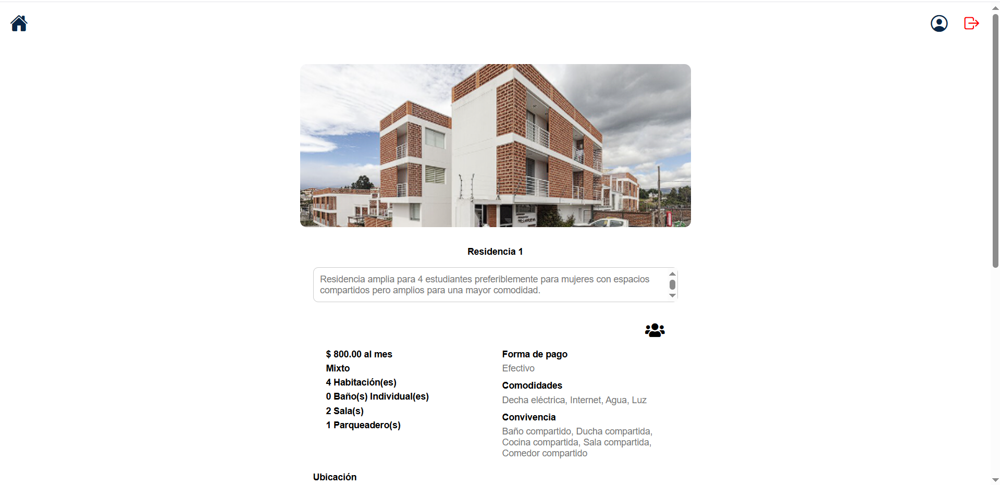 Residencia 1
Residencia amplia para 4 estudiantes preferiblemente para mujeres con espacios
compartidos pero amplios para una mayor comodidad.
$ 800.00 al mes
Mixto
4 Habitación(es)
0 Baño(s) Individual(es)
2 Sala(s)
1 Parqueadero(s)
Forma de pago
Efectivo
Comodidades
Decha eléctrica, Internet, Agua, Luz
Convivencia
Baño compartido, Ducha compartida,
Cocina compartida, Sala compartida,
Comedor compartido
Ubicación